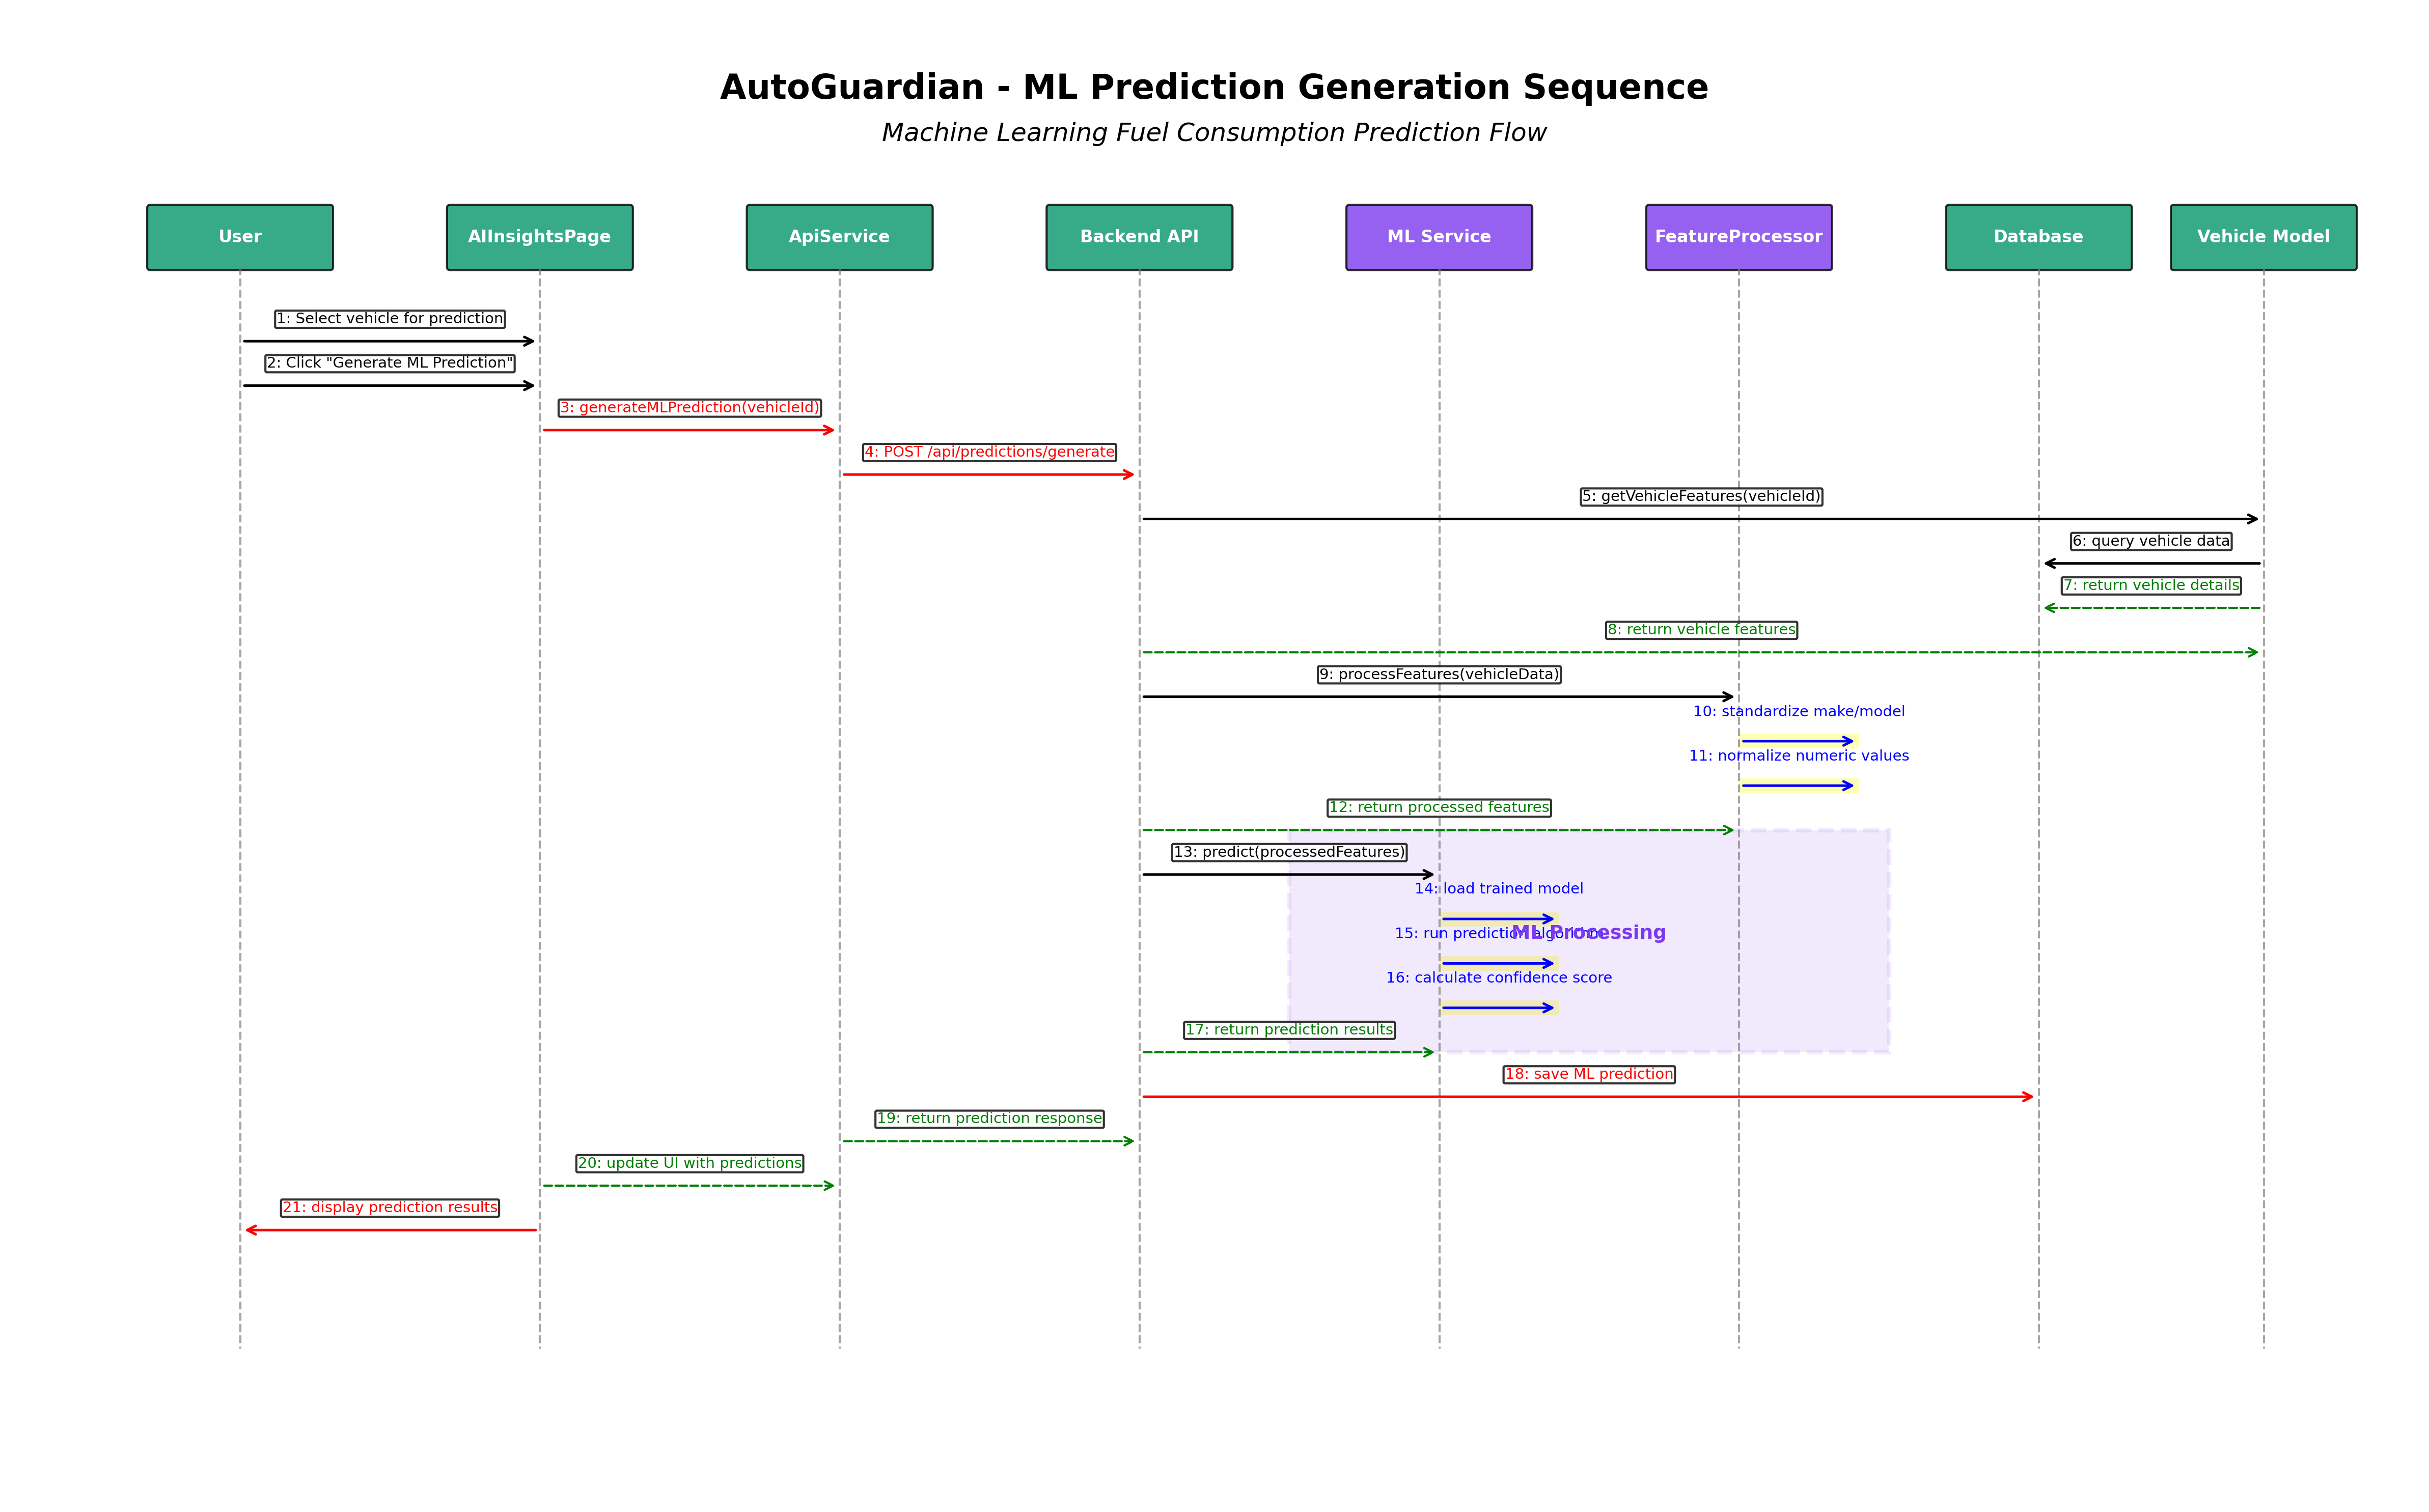 AutoGuardian - ML Prediction Generation Sequence
Machine Learning Fuel Consumption Prediction Flow
User
AIInsightsPage
ApiService
Backend API
ML Service
FeatureProcessor
Database
Vehicle Model
1: Select vehicle for prediction
2: Click "Generate ML Prediction"
3: generateMLPrediction(vehicleId)
4: POST /api/predictions/generate
5: getVehicleFeatures(vehicleId)
6: query vehicle data
7: return vehicle details
8: return vehicle features
9: processFeatures(vehicleData)
10: standardize make/model
11: normalize numeric values
12: return processed features
13: predict(processedFeatures)
14: load trained model
15: run prediction algorithm
ML Processing
16: calculate confidence score
17: return prediction results
18: save ML prediction
19: return prediction response
20: update UI with predictions
21: display prediction results